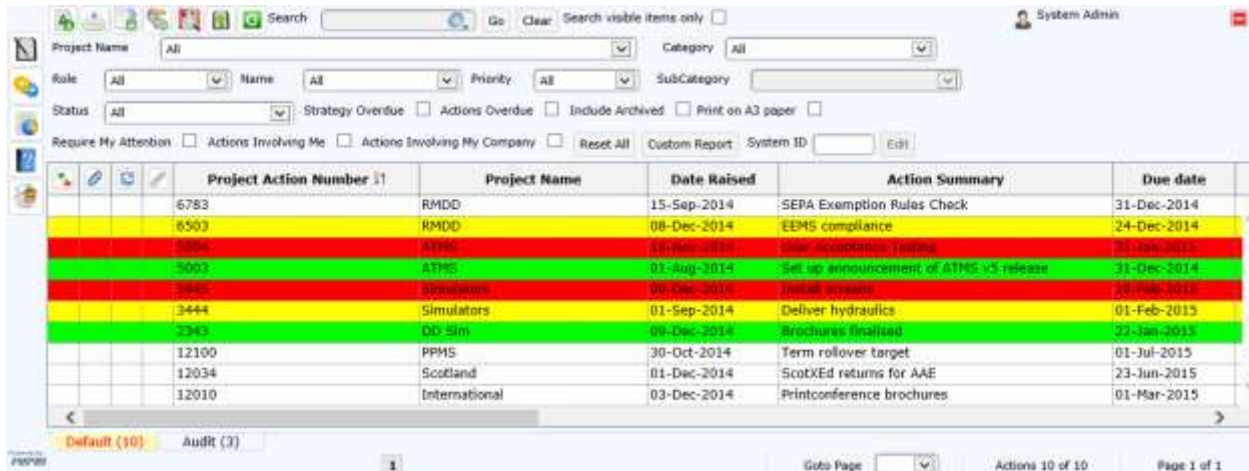 Search Go Clear Search visible items only System Admin
Project Name All Category All
Role All Name All Priority All SubCategory
Status All Strategy Overdue Actions Overdue Include Archived Print on A3 paper
Require My Attention Actions Involving Me Actions Involving My Company Reset All Custom Report System ID Edit
Project Action Number Project Name Date Raised Action Summary Due date
6783 RMDD 15-Sep-2014 SEPA Exemption Rules Check 31-Dec-2014
6503 RMDD 08-Dec-2014 EEMS compliance 24-Dec-2014
ATMS User Acceptance Testing 31-Jan-2015
5003 ATMS 01-Aug-2014 Set up announcement of ATMS v5 release 31-Dec-2014
3445 Simulators 09-Dec-2014 Install screens
3444 Simulators 01-Sep-2014 Deliver hydraulics 01-Feb-2015
2343 DD Sim 09-Dec-2014 Brochures finalised 22-Jan-2015
12100 PPMS 30-Oct-2014 Term rollover target 01-Jul-2015
12034 Scotland 01-Dec-2014 ScotXEd returns for AAE 23-Jun-2015
12010 International 03-Dec-2014 Printconference brochures 01-Mar-2015
Default (10) Audit (3)
1 Goto Page Actions 10 of 10 Page 1 of 1